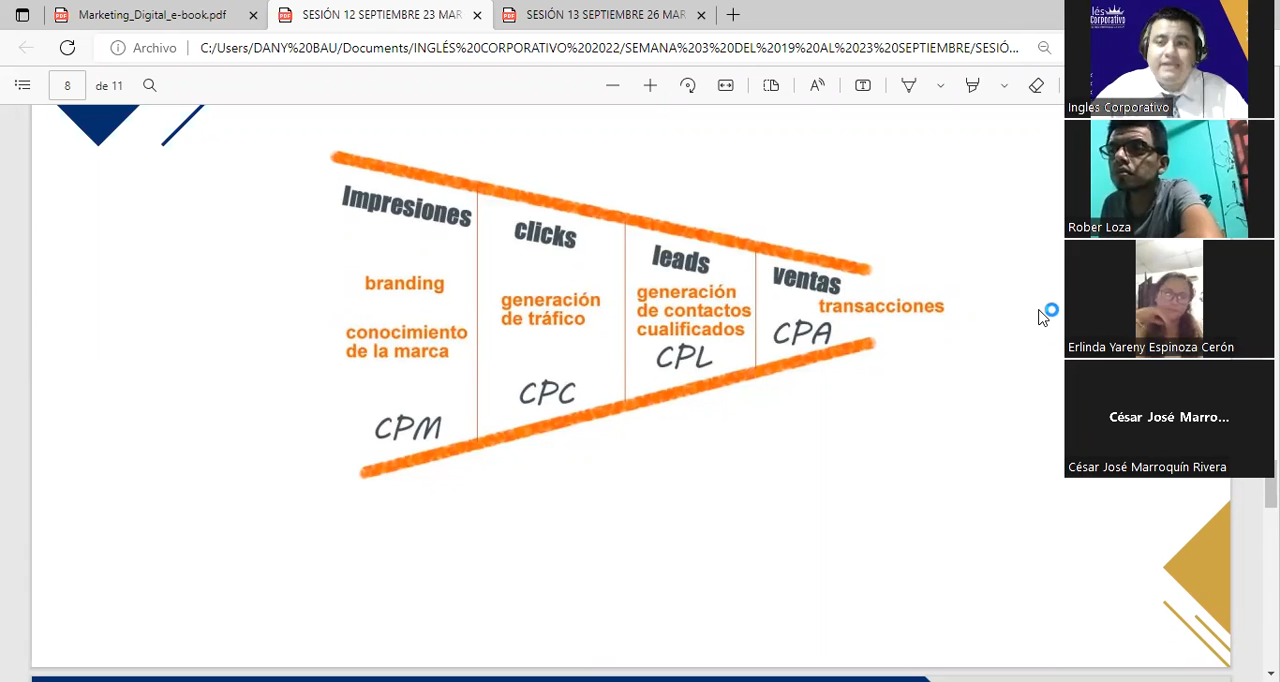 Marketing_Digital_e-book.pdf
SESIÓN 12 SEPTIEMBRE 23 MAR
SESIÓN 13 SEPTIEMBRE 26 MAR
Archivo
C:/Users/DANY%20BAU/Documents/INGLÉS%20CORPORATIVO%202022/SEMANA%203%20DEL%2019%20AL%2023%20SEPTIEMBRE/SESIÓ...
8
de 11
Impresiones
branding
conocimiento
de la marca
CPM
clicks
generación
de tráfico
CPC
leads
generación
de contactos
cualificados
CPL
ventas
transacciones
CPA
lés
Corporativo
Inglés Corporativo
Rober Loza
Erlinda Yareny Espinoza Cerón
César José Marro...
César José Marroquín Rivera